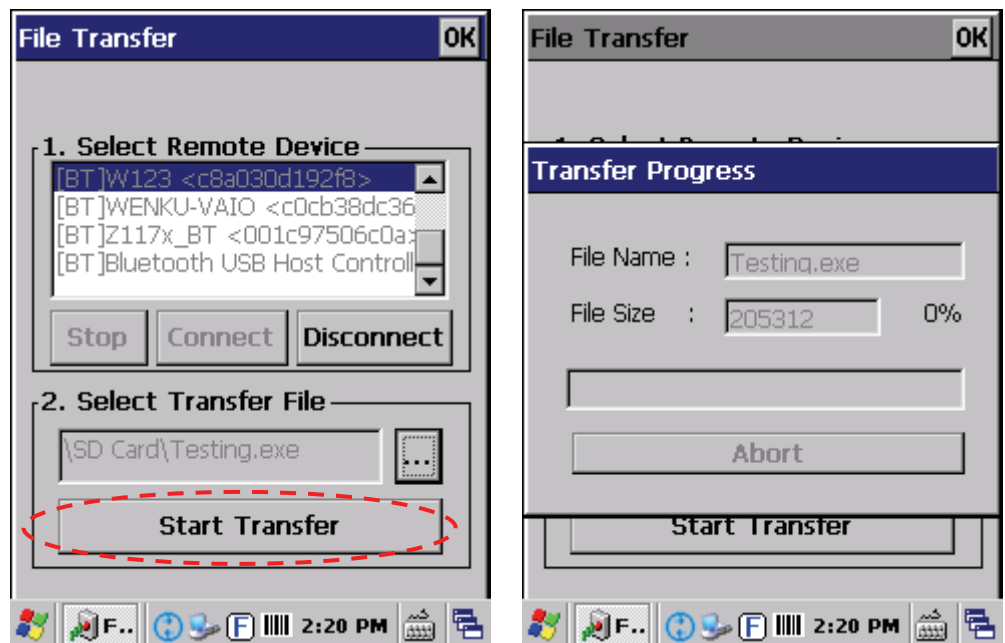 File Transfer OK
1. Select Remote Device
[BT]W123 <c8a030d192f8>
[BT]WENKU-VAIO <c0cb38dc36
[BT]Z117x_BT <001c97506c0a>
[BT]Bluetooth USB Host Controll
Stop Connect Disconnect
2. Select Transfer File
\SD Card\Testing.exe ...
Start Transfer
F.. F 2:20 PM
File Transfer OK
Transfer Progress
File Name : Testing.exe
File Size : 205312 0%
Abort
Start Transfer
F.. F 2:20 PM